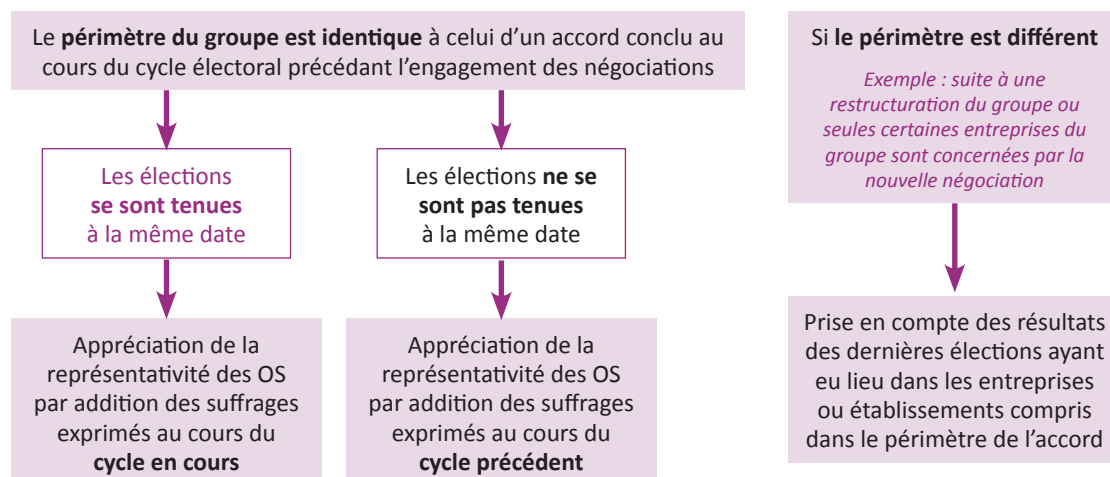 Le périmètre du groupe est identique à celui d’un accord conclu au
cours du cycle électoral précédant l’engagement des négociations
Les élections
se sont tenues
à la même date
Les élections ne se
sont pas tenues
à la même date
Appréciation de la
représentativité des OS
par addition des suffrages
exprimés au cours du
cycle en cours
Appréciation de la
représentativité des OS
par addition des suffrages
exprimés au cours du
cycle précédent
Si le périmètre est différent
Exemple : suite à une
restructuration du groupe ou
seules certaines entreprises du
groupe sont concernées par la
nouvelle négociation
Prise en compte des résultats
des dernières élections ayant
eu lieu dans les entreprises
ou établissements compris
dans le périmètre de l’accord